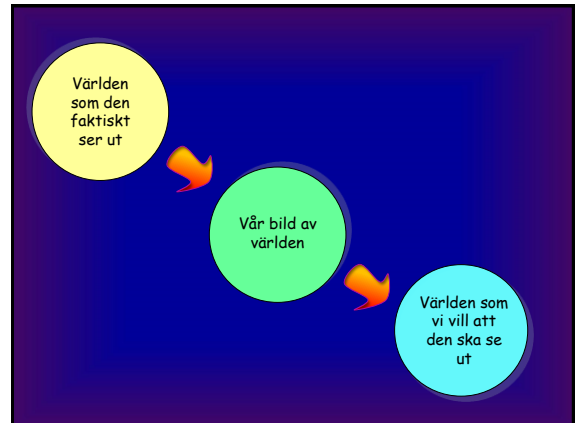 Världen
som den
faktiskt
ser ut
Vår bild av
världen
Världen som
vi vill att
den ska se
ut